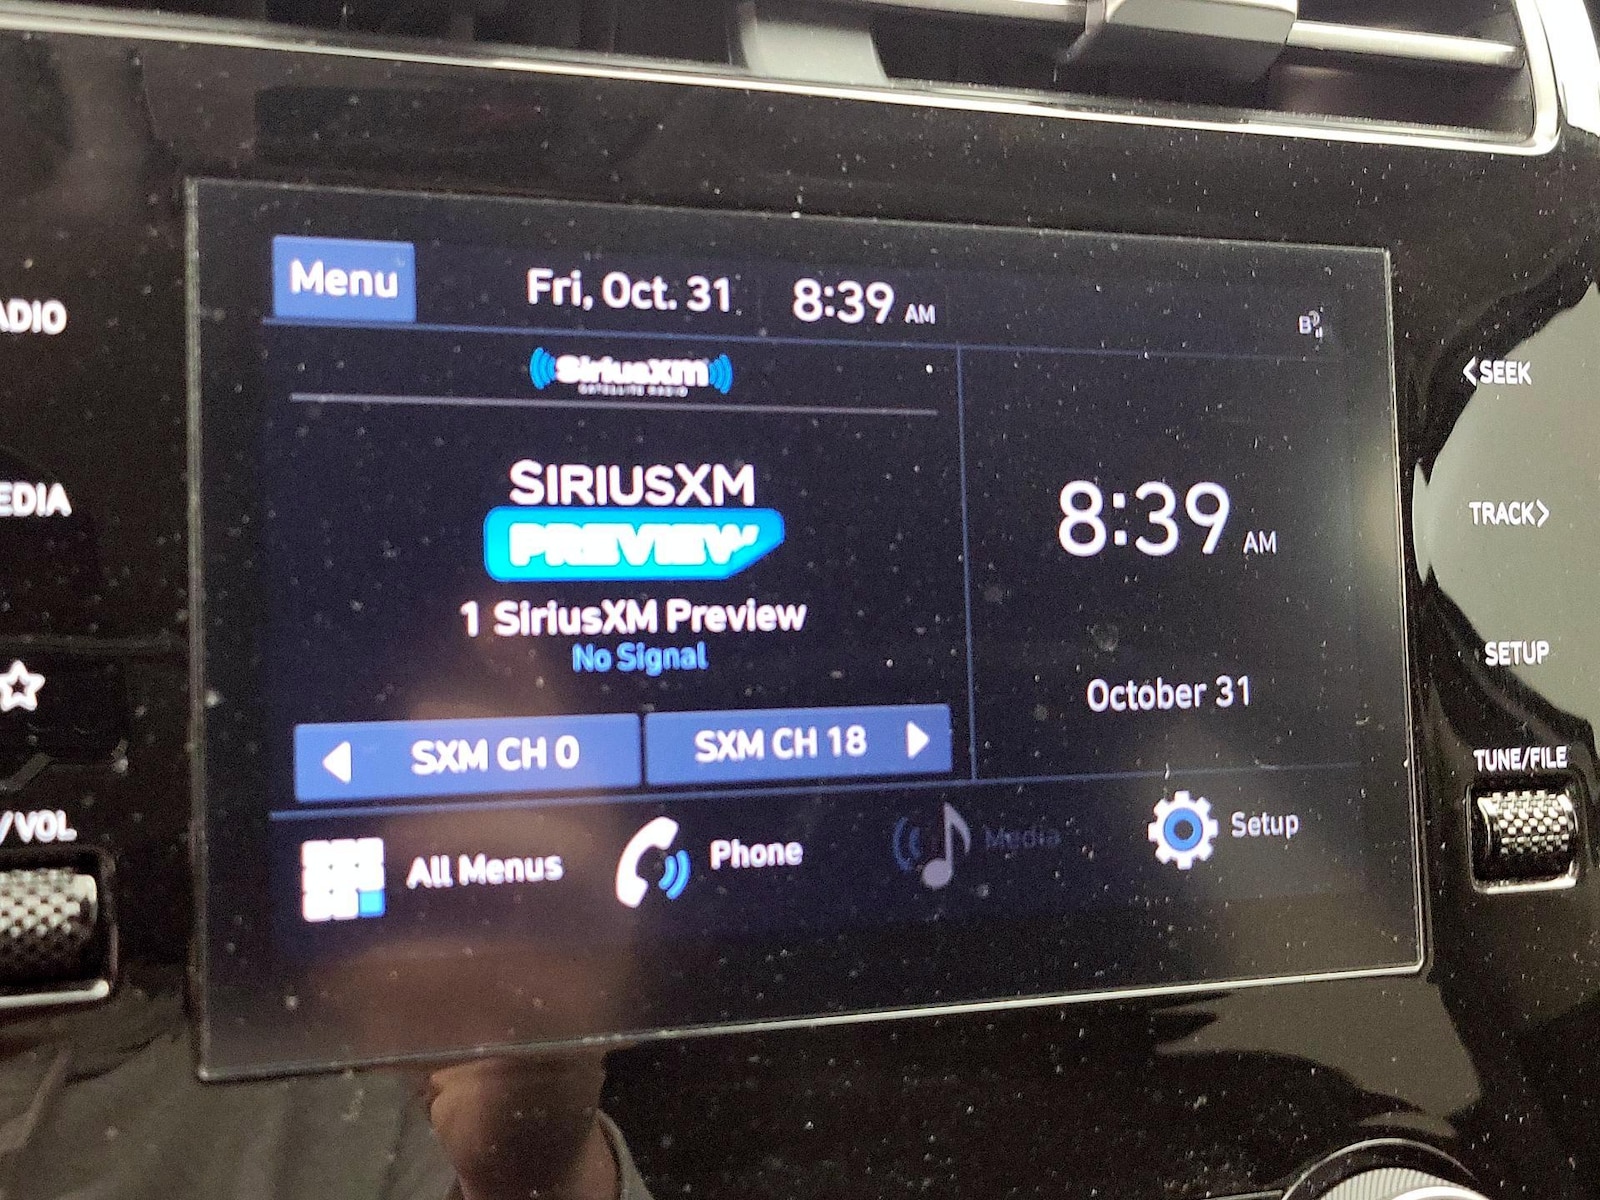 Menu
Fri, Oct. 31
8:39 AM
SiriusXM
SATELLITE RADIO
SIRIUSXM
PREVIEW
1 SiriusXM Preview
No Signal
SXM CH 0
SXM CH 18
8:39 AM
October 31
All Menus
Phone
Media
Setup
ADIO
EDIA
/VOL
<SEEK
TRACK>
SETUP
TUNE/FILE